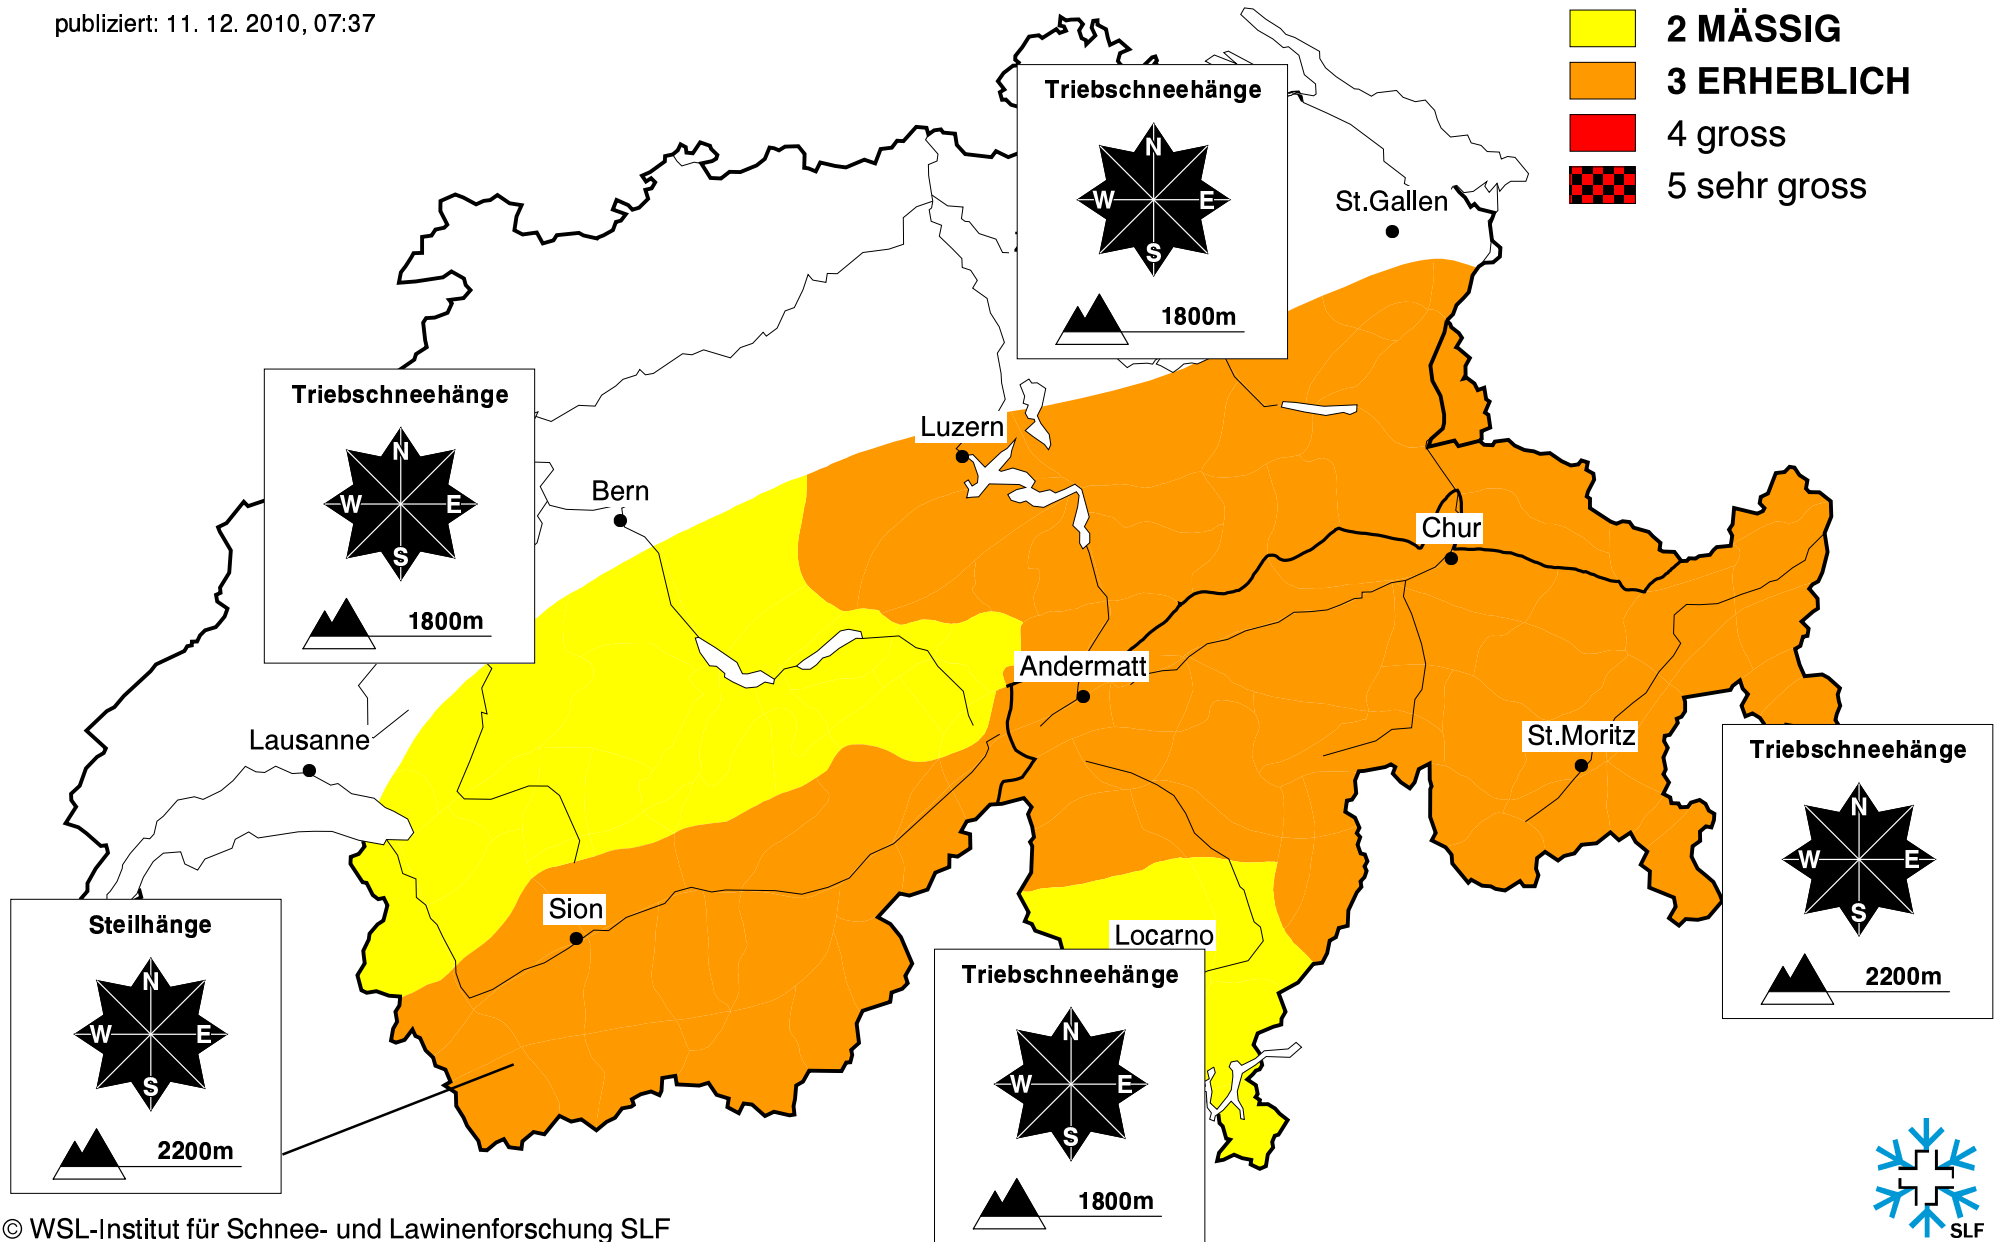 publiziert: 11. 12. 2010, 07:37
2 MÄSSIG
3 ERHEBLICH
4 gross
5 sehr gross
Triebschneehänge
N
W E
S
1800m
St.Gallen
Triebschneehänge
N
W E
S
1800m
Luzern
Bern
Chur
Andermatt
Lausanne
St.Moritz
Triebschneehänge
N
W E
S
2200m
Sion
Steilhänge
N
W E
S
2200m
Locarno
Triebschneehänge
N
W E
S
1800m
© WSL-Institut für Schnee- und Lawinenforschung SLF
SLF